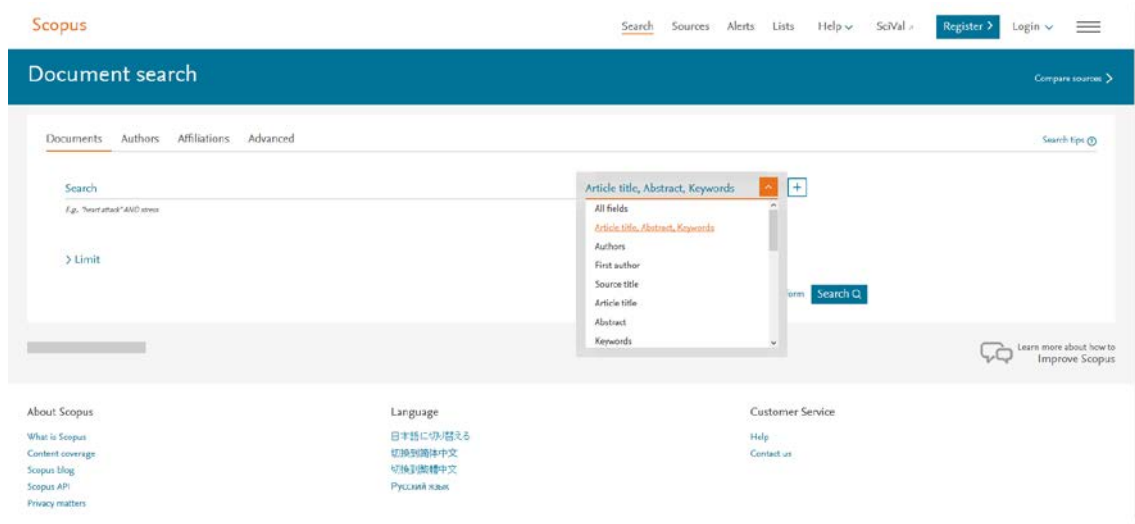 Scopus
Search Sources Alerts Lists Help SciVal Register > Login
Document search
Compare sources >
Documents Authors Affiliations Advanced
Search tips
Search
Article title, Abstract, Keywords
E.g., "heart attack" AND stress
All fields
Article title, Abstract, Keywords
Authors
> Limit
First author
Source title
Article title
orm Search
Abstract
Keywords
Learn more about how to
Improve Scopus
About Scopus
What is Scopus
Content coverage
Scopus blog
Scopus API
Privacy matters
Language
日本語に切り替える
切换到简体中文
切換到繁體中文
Русский язык
Customer Service
Help
Contact us